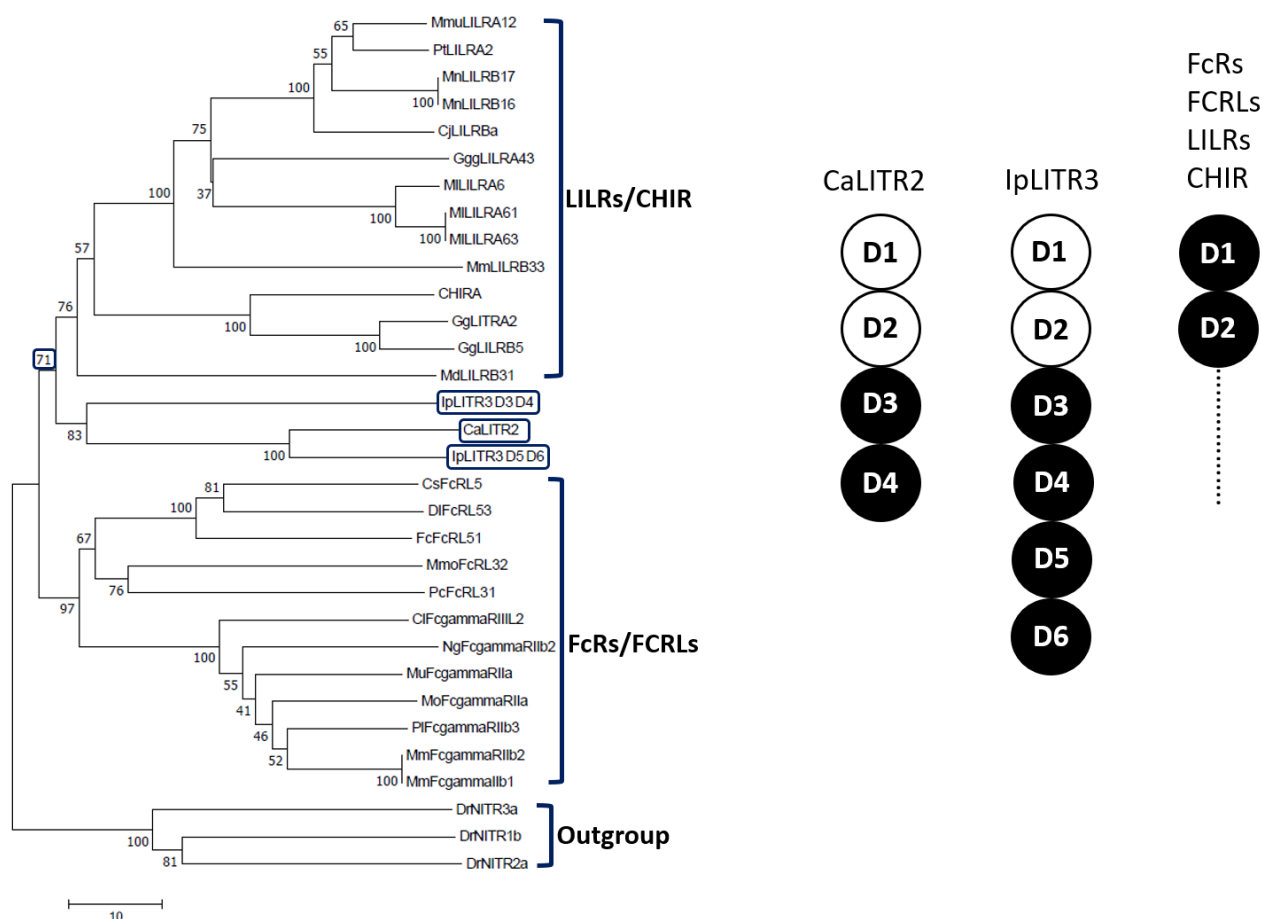 65
MmuLILRA12
55
PtLILRA2
MnLILRB17
100
100
MnLILRB16
CjLILRBa
75
GggLILRA43
37
MlLILRA6
100
LILRs/CHIR
100
MlLILRA61
100
MlLILRA63
57
MmLILRB33
76
CHIRA
100
GgLITRA2
100
GgLILRB5
71
MdLILRB31
IpLITR3 D3 D4
83
CaLITR2
100
IpLITR3 D5 D6
81
CsFcRL5
100
DlFcRL53
67
FcFcRL51
MmoFcRL32
76
PcFcRL31
97
ClFcgammaRIIIL2
100
NgFcgammaRIIb2
FcRs/FCRLs
55
MuFcgammaRIIa
41
MoFcgammaRIIa
46
PlFcgammaRIIb3
52
MmFcgammaRIIb2
100
MmFcgammaIIb1
DrNITR3a
100
DrNITR1b
Outgroup
81
DrNITR2a
10
CaLITR2
D1
D2
D3
D4
IpLITR3
D1
D2
D3
D4
D5
D6
FcRs
FCRLs
LILRs
CHIR
D1
D2